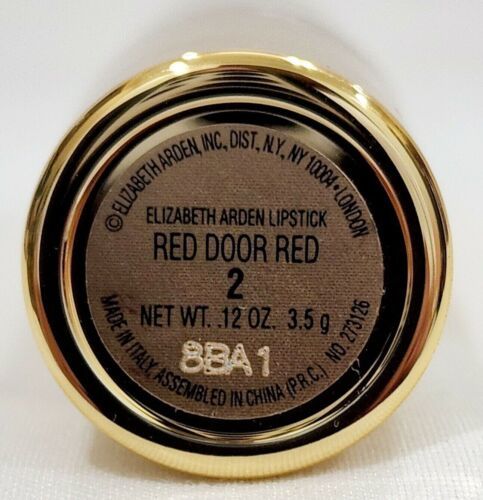 © ELIZABETH ARDEN, INC., DIST., N.Y., NY 10004 • LONDON
ELIZABETH ARDEN LIPSTICK
RED DOOR RED
2
NET WT. .12 OZ. 3.5 g
8BA1
MADE IN ITALY, ASSEMBLED IN CHINA (P.R.C.) NO. 273126